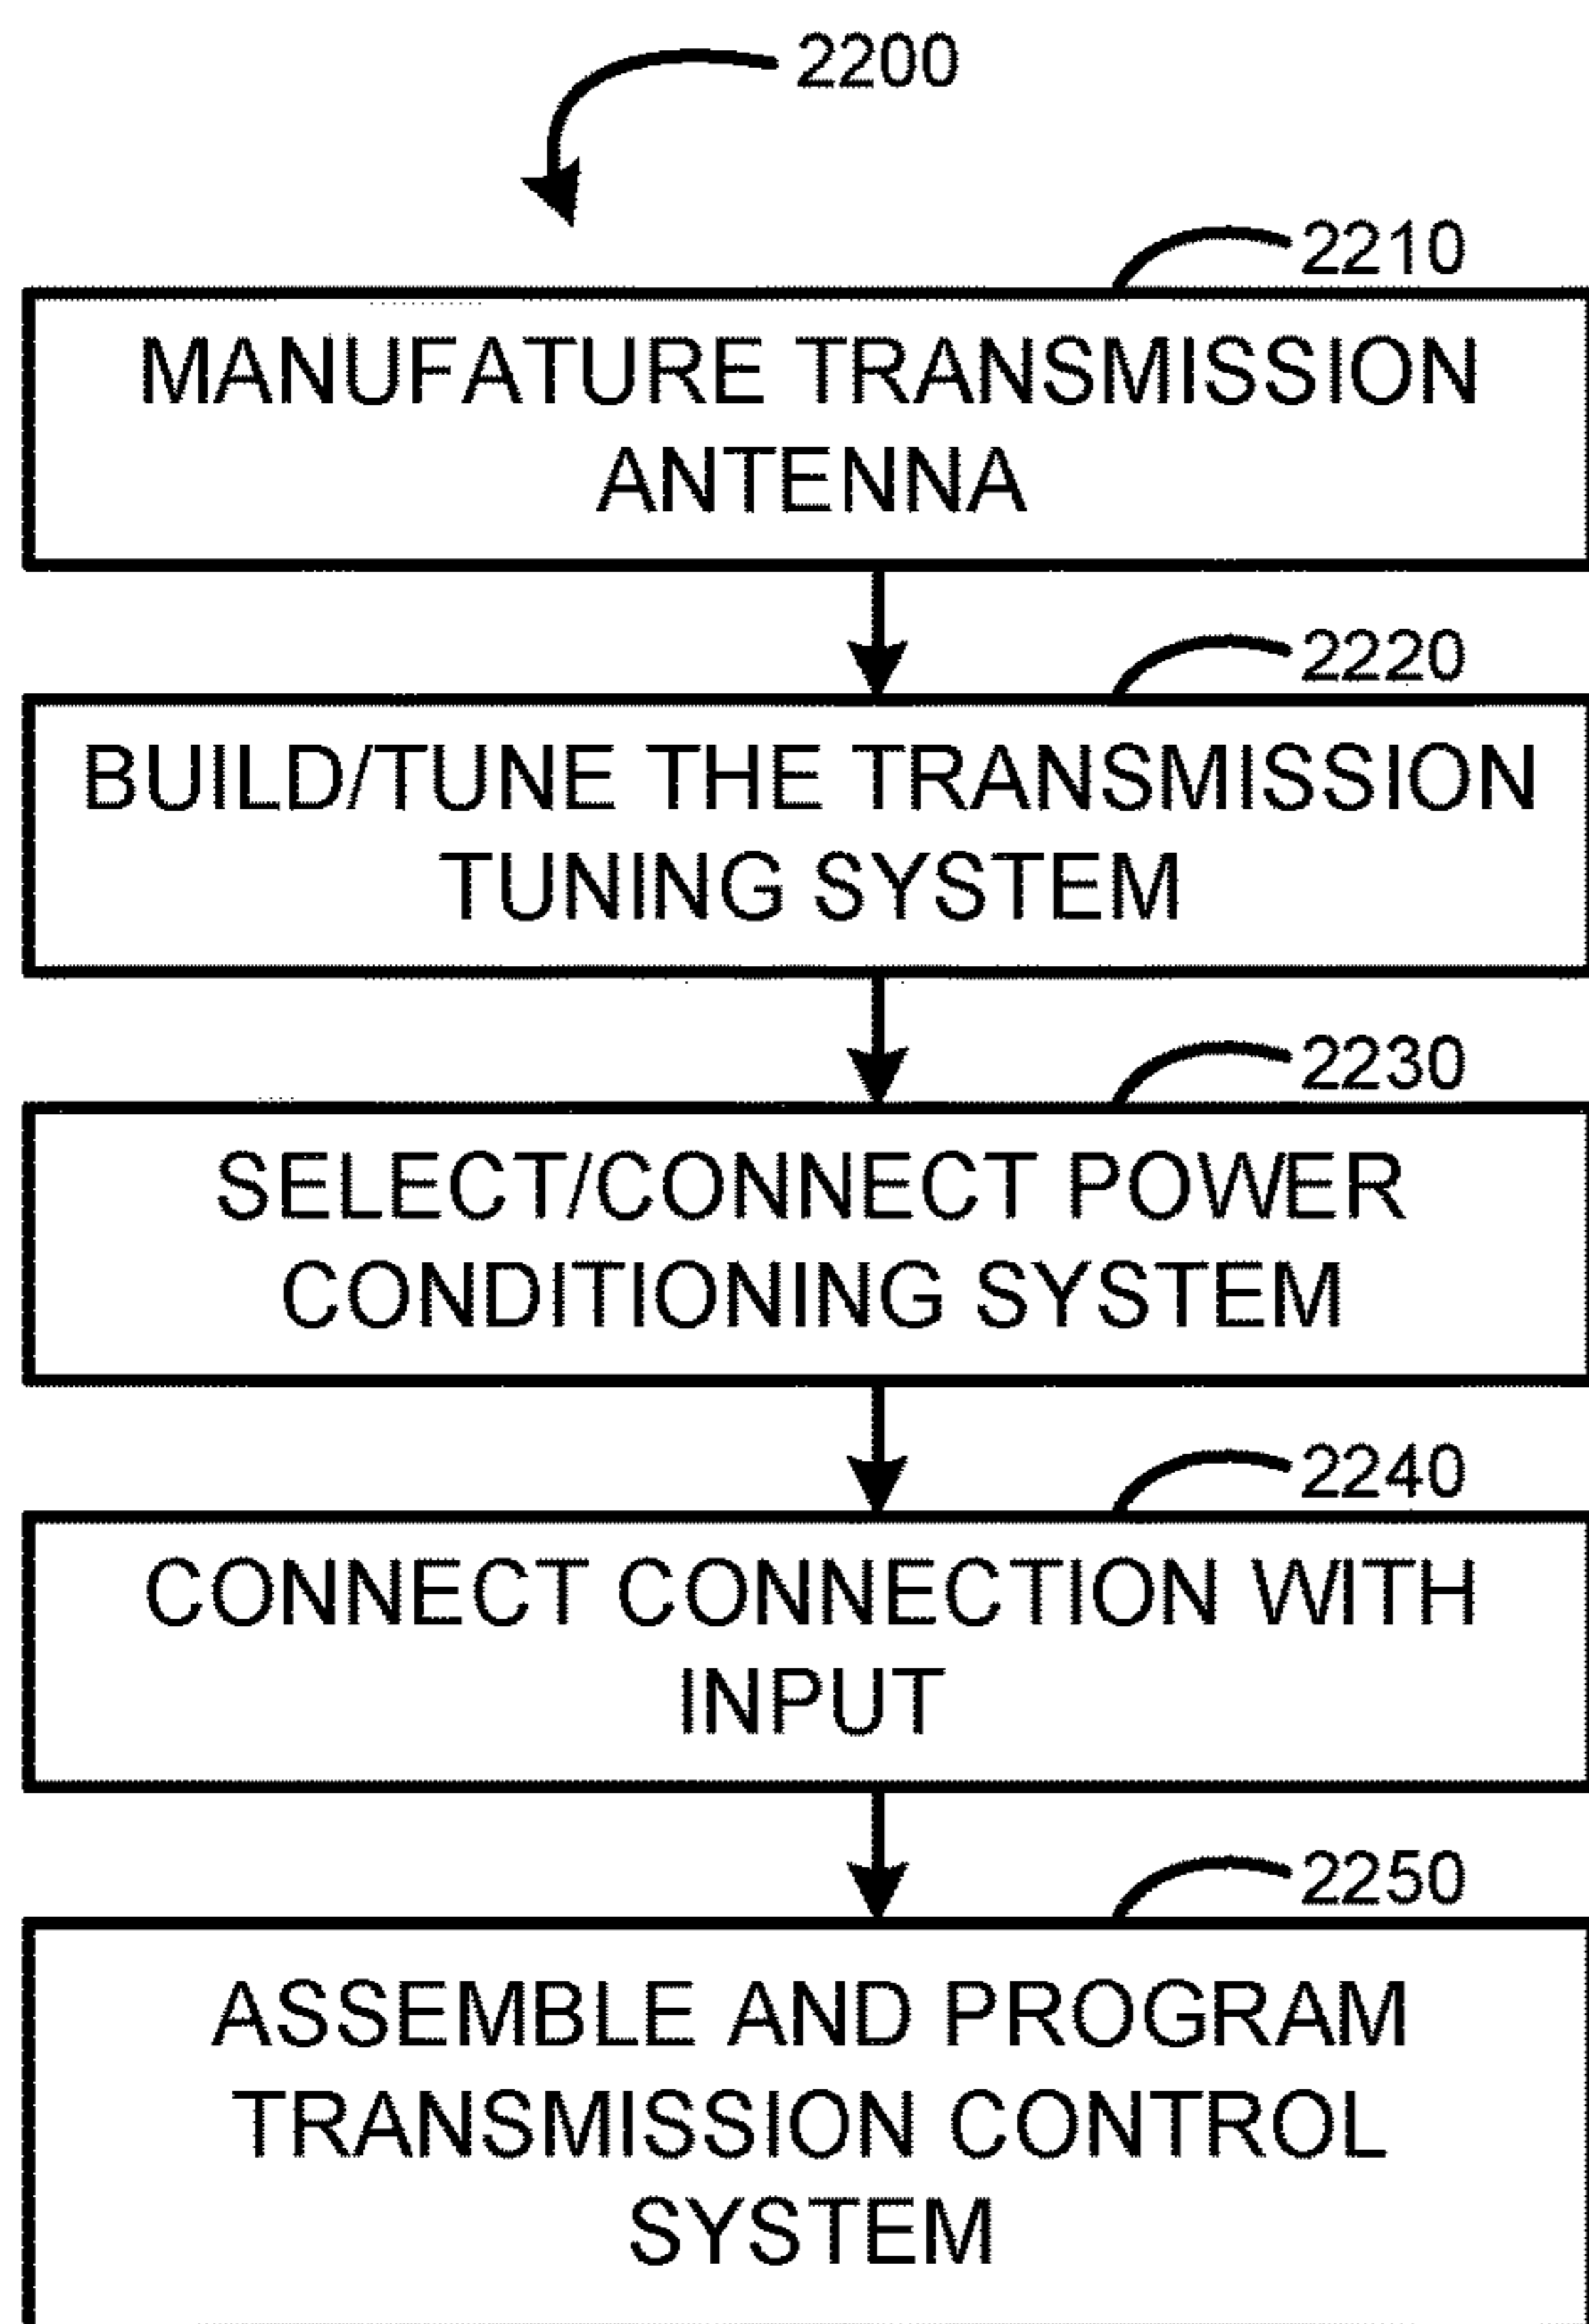 2200
2210
MANUFATURE TRANSMISSION
ANTENNA
2220
BUILD/TUNE THE TRANSMISSION
TUNING SYSTEM
2230
SELECT/CONNECT POWER
CONDITIONING SYSTEM
2240
CONNECT CONNECTION WITH
INPUT
2250
ASSEMBLE AND PROGRAM
TRANSMISSION CONTROL
SYSTEM